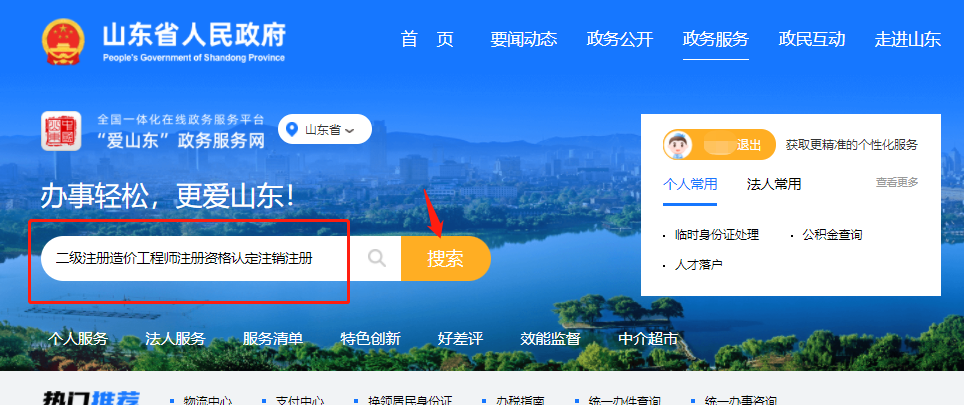 山东省人民政府
People's Government of Shandong Province
首 页 要闻动态 政务公开 政务服务 政民互动 走进山东
全国一体化在线政务服务平台
“爱山东”政务服务网
山东省
退出 获取更精准的个性化服务
个人常用 法人常用 查看更多
临时身份证处理 公积金查询
人才落户
办事轻松，更爱山东！
二级注册造价工程师注册资格认定注销注册 搜索
个人服务 法人服务 服务清单 特色创新 好差评 效能监督 中介超市
热门推荐 物流中心 支付中心 换领居民身份证 办税指南 统一办件查询 统一办事咨询